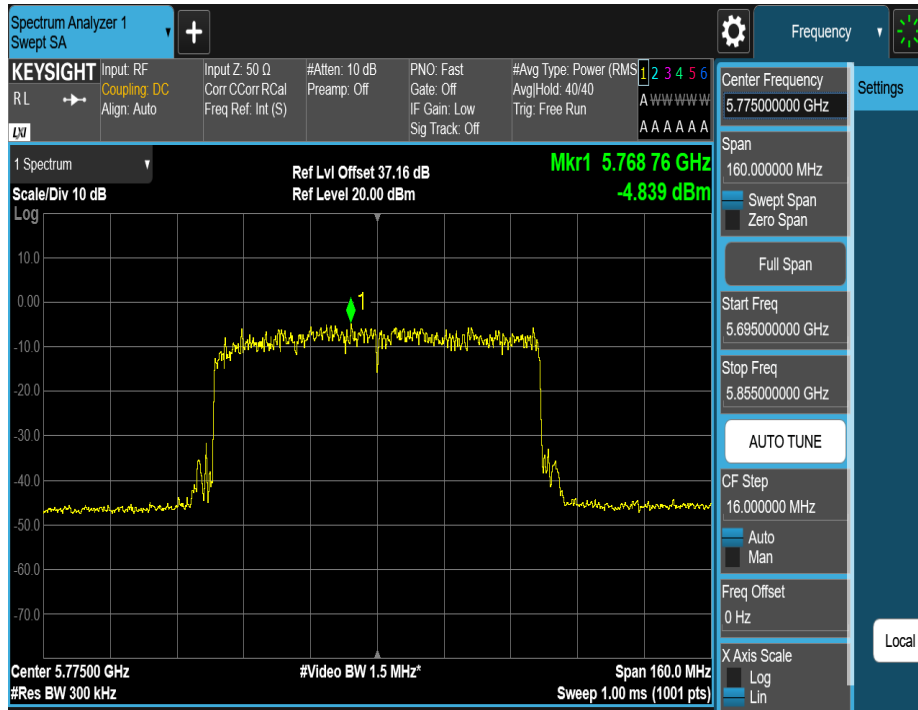 Spectrum Analyzer 1
Swept SA
+
Frequency
KEYSIGHT
R L
LXI
Input: RF
Coupling: DC
Align: Auto
Input Z: 50 Ω
Corr CCorr RCal
Freq Ref: Int (S)
#Atten: 10 dB
Preamp: Off
PNO: Fast
Gate: Off
IF Gain: Low
Sig Track: Off
#Avg Type: Power (RMS
Avg|Hold: 40/40
Trig: Free Run
1 2 3 4 5 6
A W W W W W
A A A A A A
1 Spectrum
Scale/Div 10 dB
Log
Ref Lvl Offset 37.16 dB
Ref Level 20.00 dBm
Mkr1 5.768 76 GHz
-4.839 dBm
1
10.0
0.00
-10.0
-20.0
-30.0
-40.0
-50.0
-60.0
-70.0
Center 5.77500 GHz
#Video BW 1.5 MHz*
Span 160.0 MHz
#Res BW 300 kHz
Sweep 1.00 ms (1001 pts)
Center Frequency
5.775000000 GHz
Settings
Span
160.000000 MHz
Swept Span
Zero Span
Full Span
Start Freq
5.695000000 GHz
Stop Freq
5.855000000 GHz
AUTO TUNE
CF Step
16.000000 MHz
Auto
Man
Freq Offset
0 Hz
X Axis Scale
Log
Lin
Local